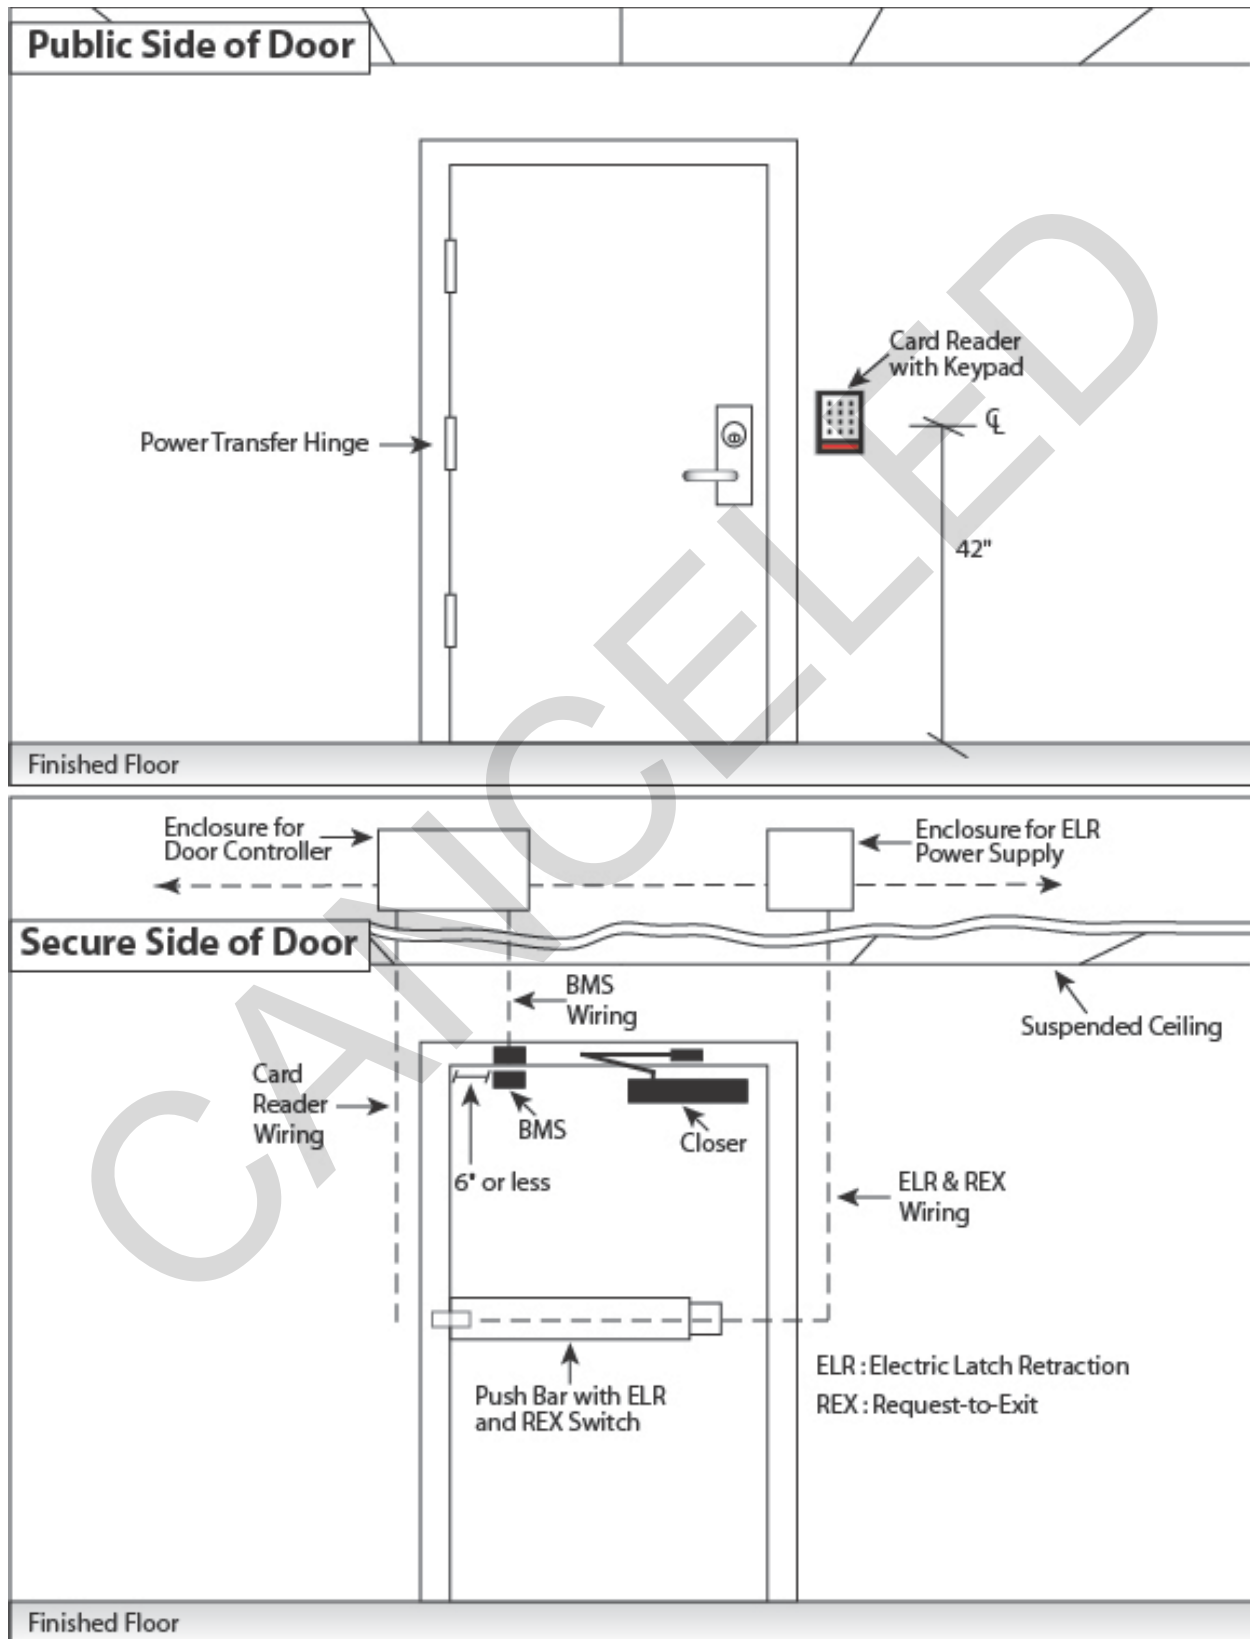 Public Side of Door
Card Reader
with Keypad
℄
Power Transfer Hinge
42"
Finished Floor
Enclosure for
Door Controller
Enclosure for ELR
Power Supply
Secure Side of Door
BMS
Wiring
Suspended Ceiling
Card
Reader
Wiring
BMS
Closer
6" or less
ELR & REX
Wiring
ELR : Electric Latch Retraction
REX : Request-to-Exit
Push Bar with ELR
and REX Switch
Finished Floor
CANCELED